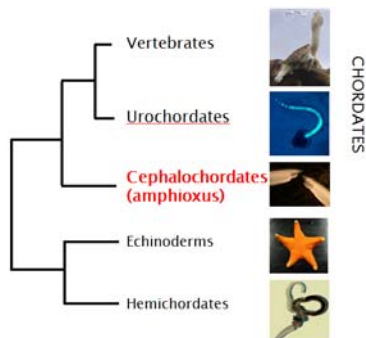 Vertebrates
Urochordates
Cephalochordates
(amphioxus)
Echinoderms
Hemichordates
CHORDATES